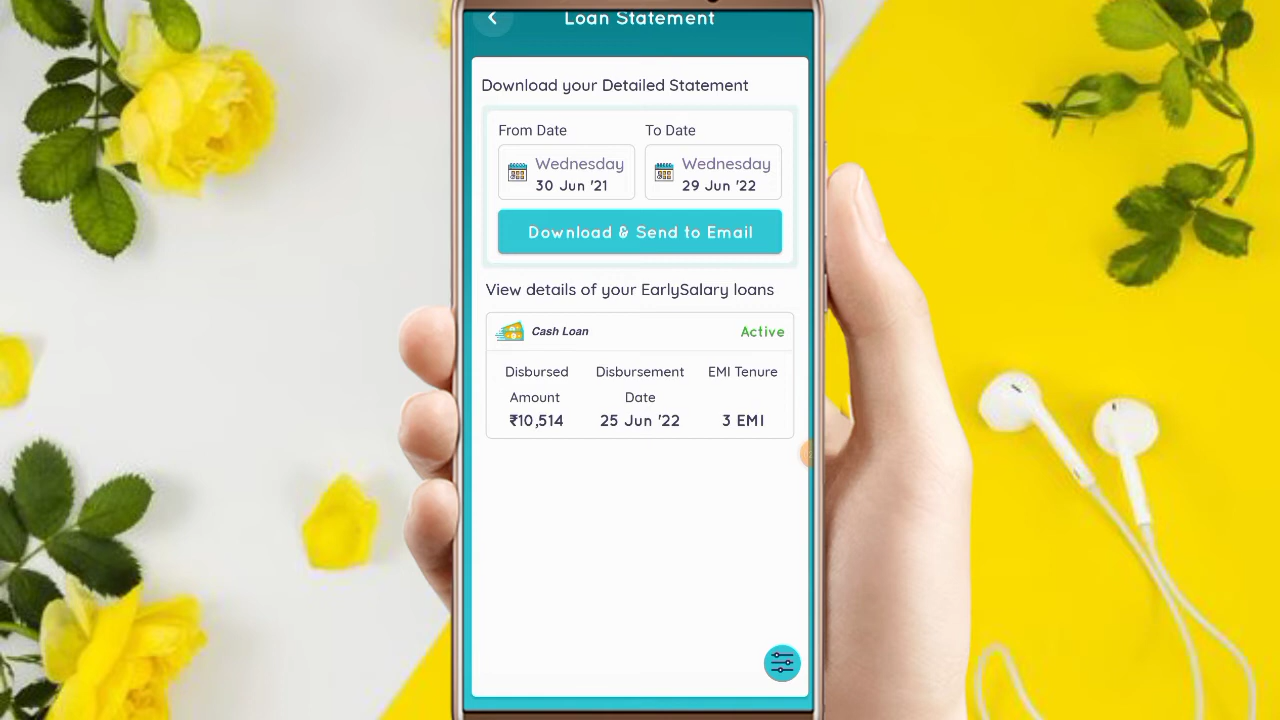 Loan Statement
Download your Detailed Statement
From Date
To Date
Wednesday
30 Jun '21
Wednesday
29 Jun '22
Download & Send to Email
View details of your EarlySalary loans
Cash Loan
Active
Disbursed Amount
₹10,514
Disbursement Date
25 Jun '22
EMI Tenure
3 EMI